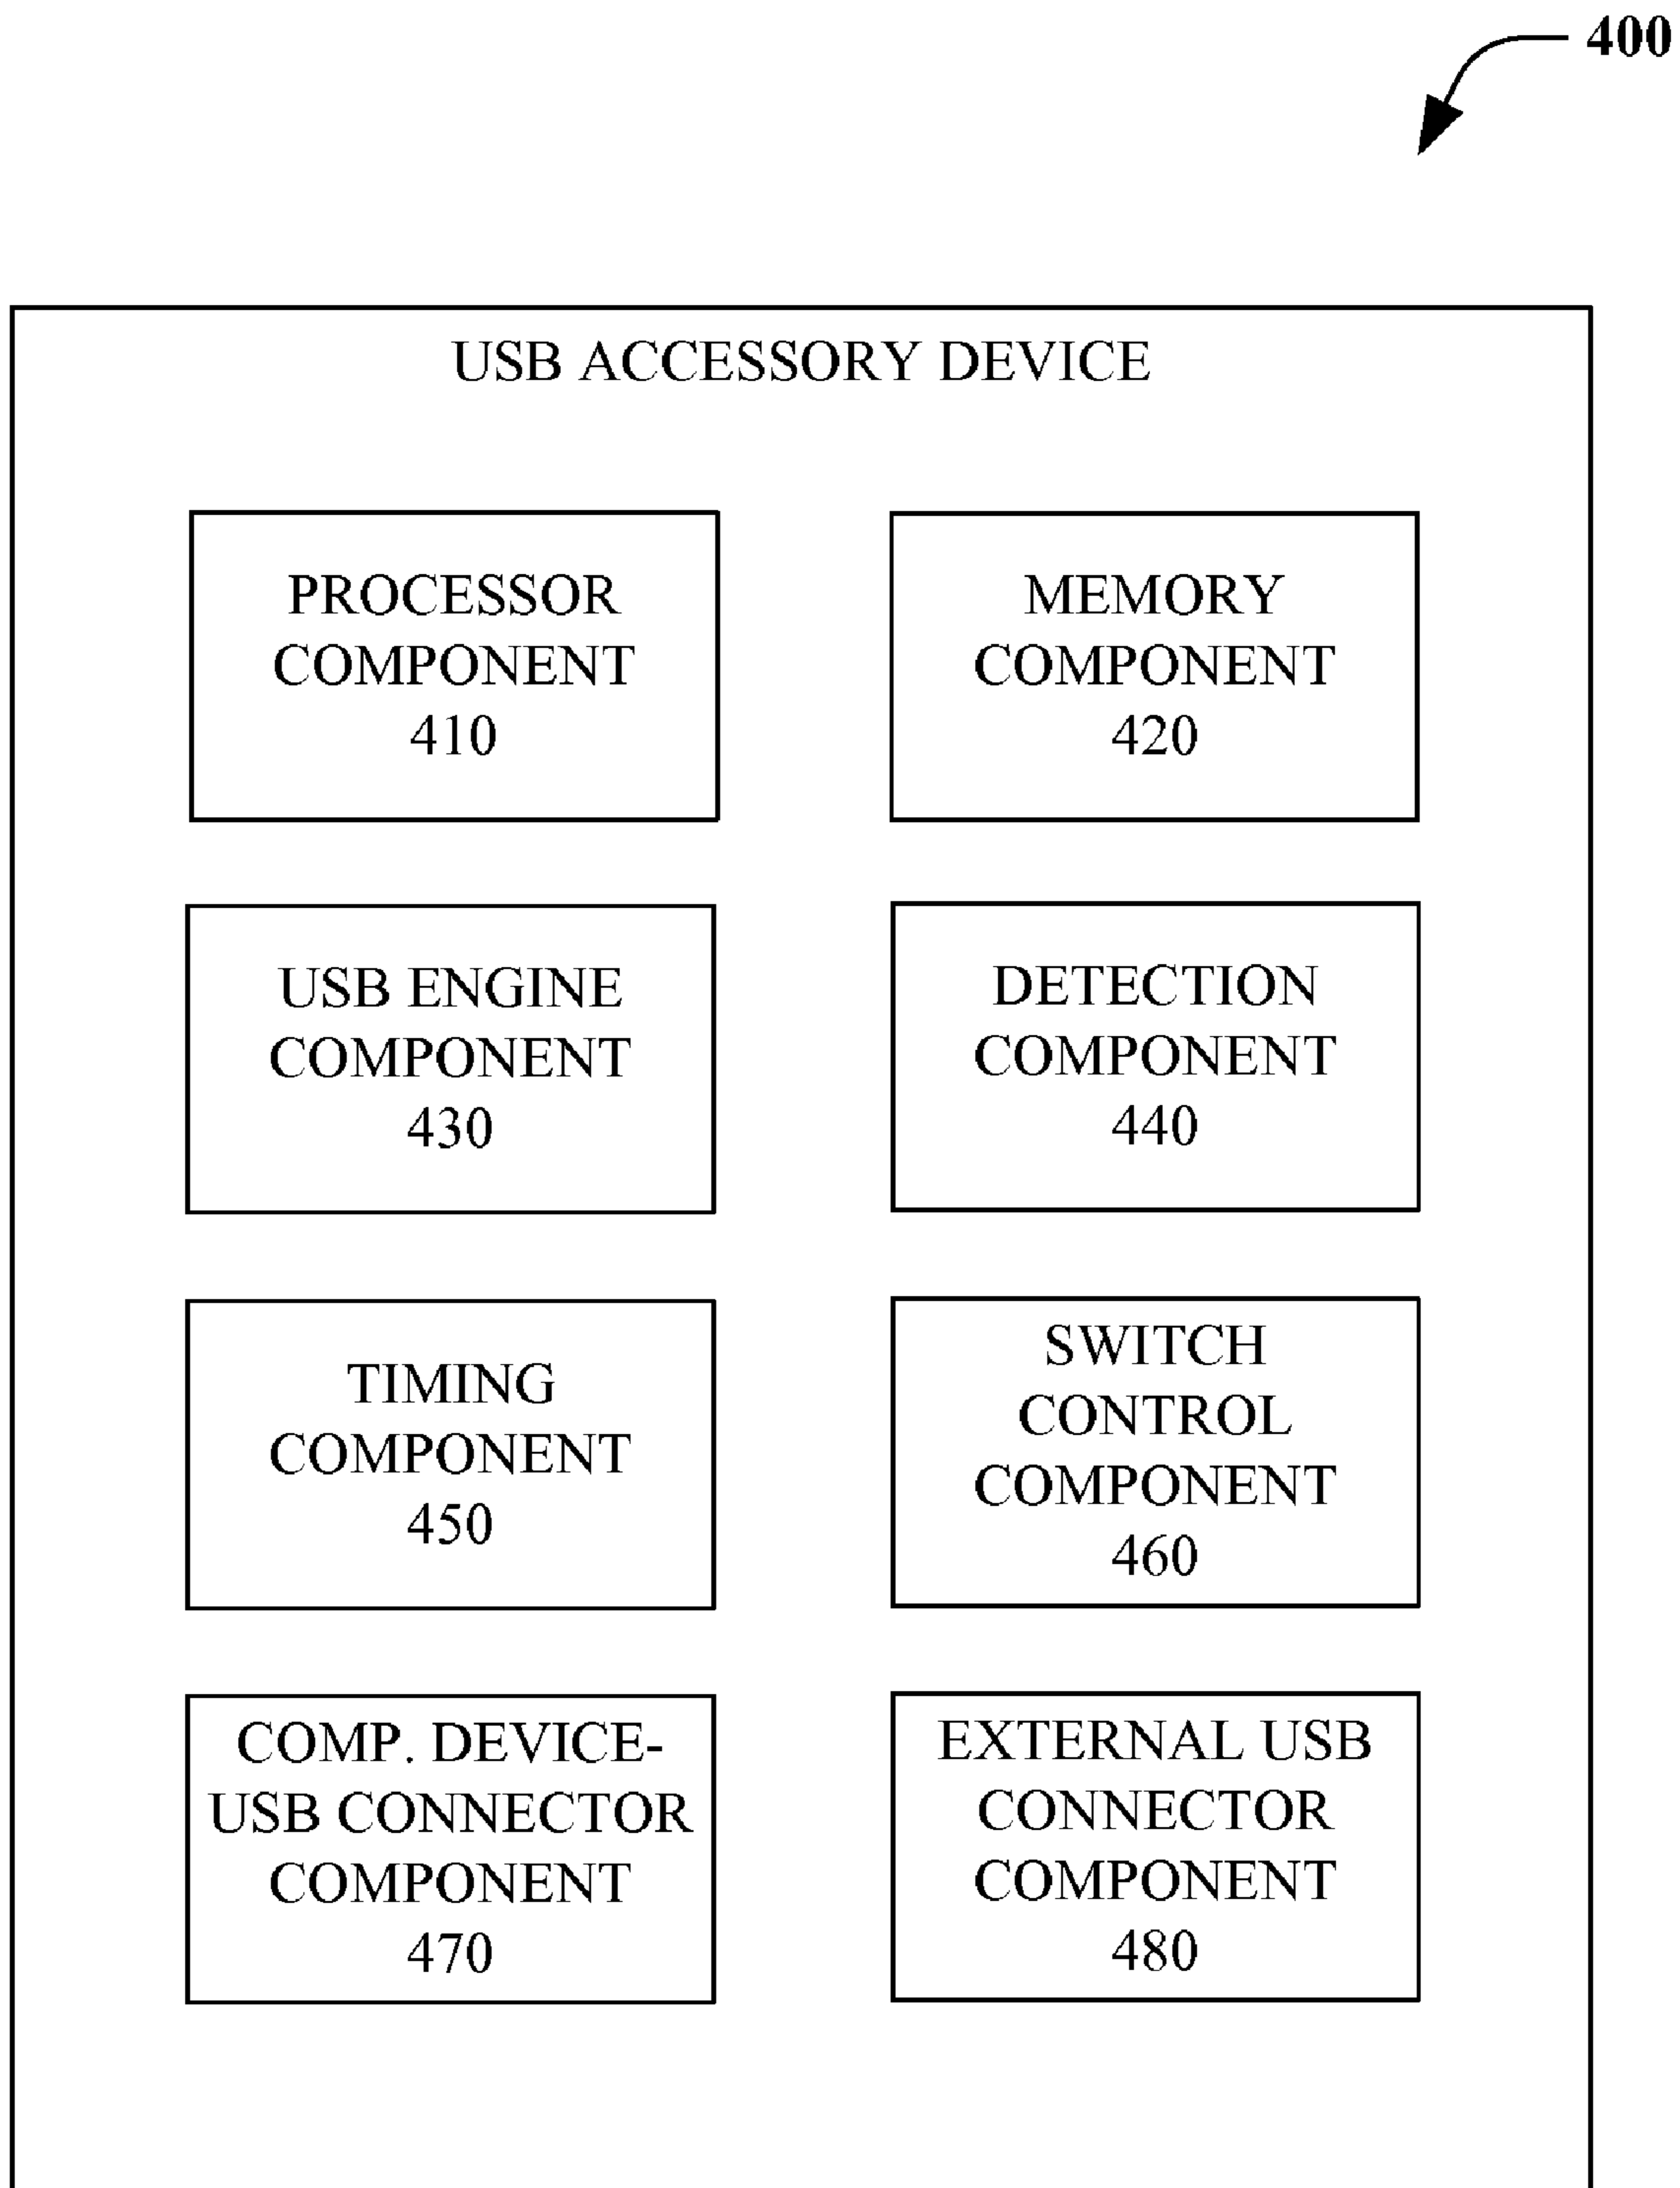 400
USB ACCESSORY DEVICE
PROCESSOR
COMPONENT
410
MEMORY
COMPONENT
420
USB ENGINE
COMPONENT
430
DETECTION
COMPONENT
440
TIMING
COMPONENT
450
SWITCH
CONTROL
COMPONENT
460
COMP. DEVICE-
USB CONNECTOR
COMPONENT
470
EXTERNAL USB
CONNECTOR
COMPONENT
480